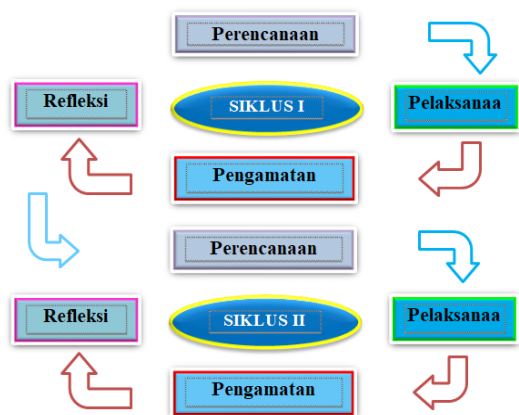 Perencanaan
Refleksi
SIKLUS I
Pelaksanaa
Pengamatan
Perencanaan
Refleksi
SIKLUS II
Pelaksanaa
Pengamatan